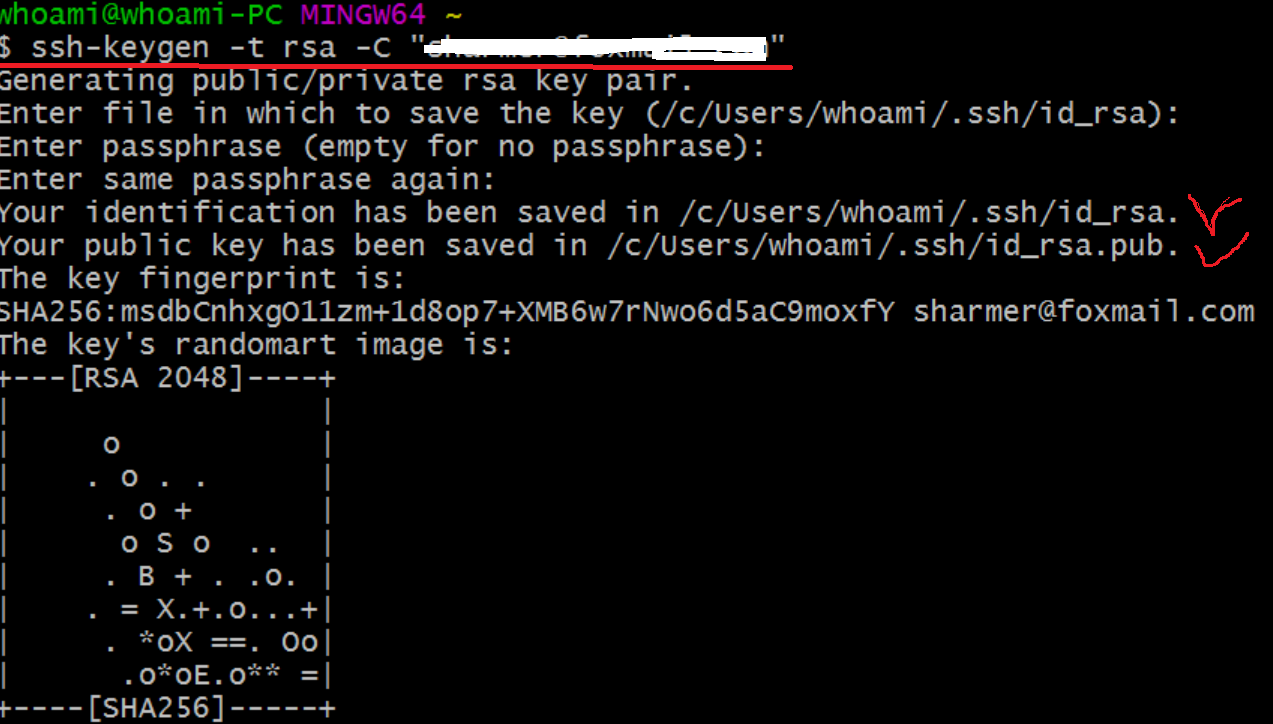 whoami@whoami-PC MINGW64 ~
$ ssh-keygen -t rsa -C "
Generating public/private rsa key pair.
Enter file in which to save the key (/c/Users/whoami/.ssh/id_rsa):
Enter passphrase (empty for no passphrase):
Enter same passphrase again:
Your identification has been saved in /c/Users/whoami/.ssh/id_rsa.
Your public key has been saved in /c/Users/whoami/.ssh/id_rsa.pub.
The key fingerprint is:
SHA256:msdbCnhxgO11zm+1d8op7+XMB6w7rNwo6d5aC9moxfY sharmer@foxmail.com
The key's randomart image is:
+---[RSA 2048]----+
|                 |
|     o           |
|    . o . .      |
|     . o +       |
|      o S o  ..  |
|     . B + . .o. |
|    . = X.+.o...+|
|     . *oX ==. Oo|
|      .o*oE.o** =|
+----[SHA256]-----+